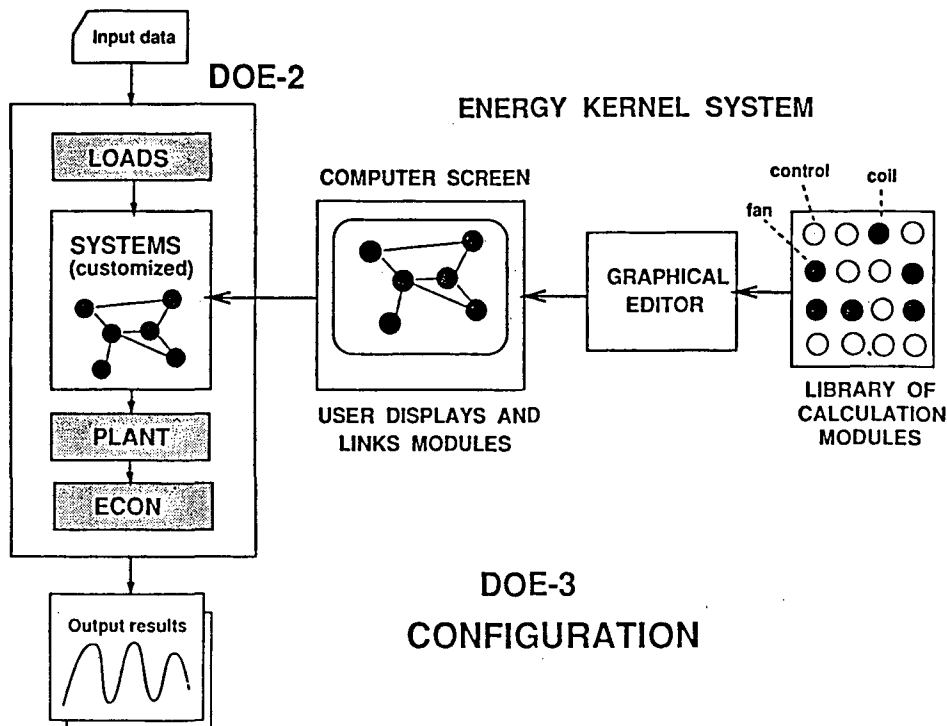 Input data
DOE-2
LOADS
SYSTEMS
(customized)
PLANT
ECON
Output results
ENERGY KERNEL SYSTEM
COMPUTER SCREEN
USER DISPLAYS AND
LINKS MODULES
GRAPHICAL
EDITOR
control
coil
fan
LIBRARY OF
CALCULATION
MODULES
DOE-3
CONFIGURATION